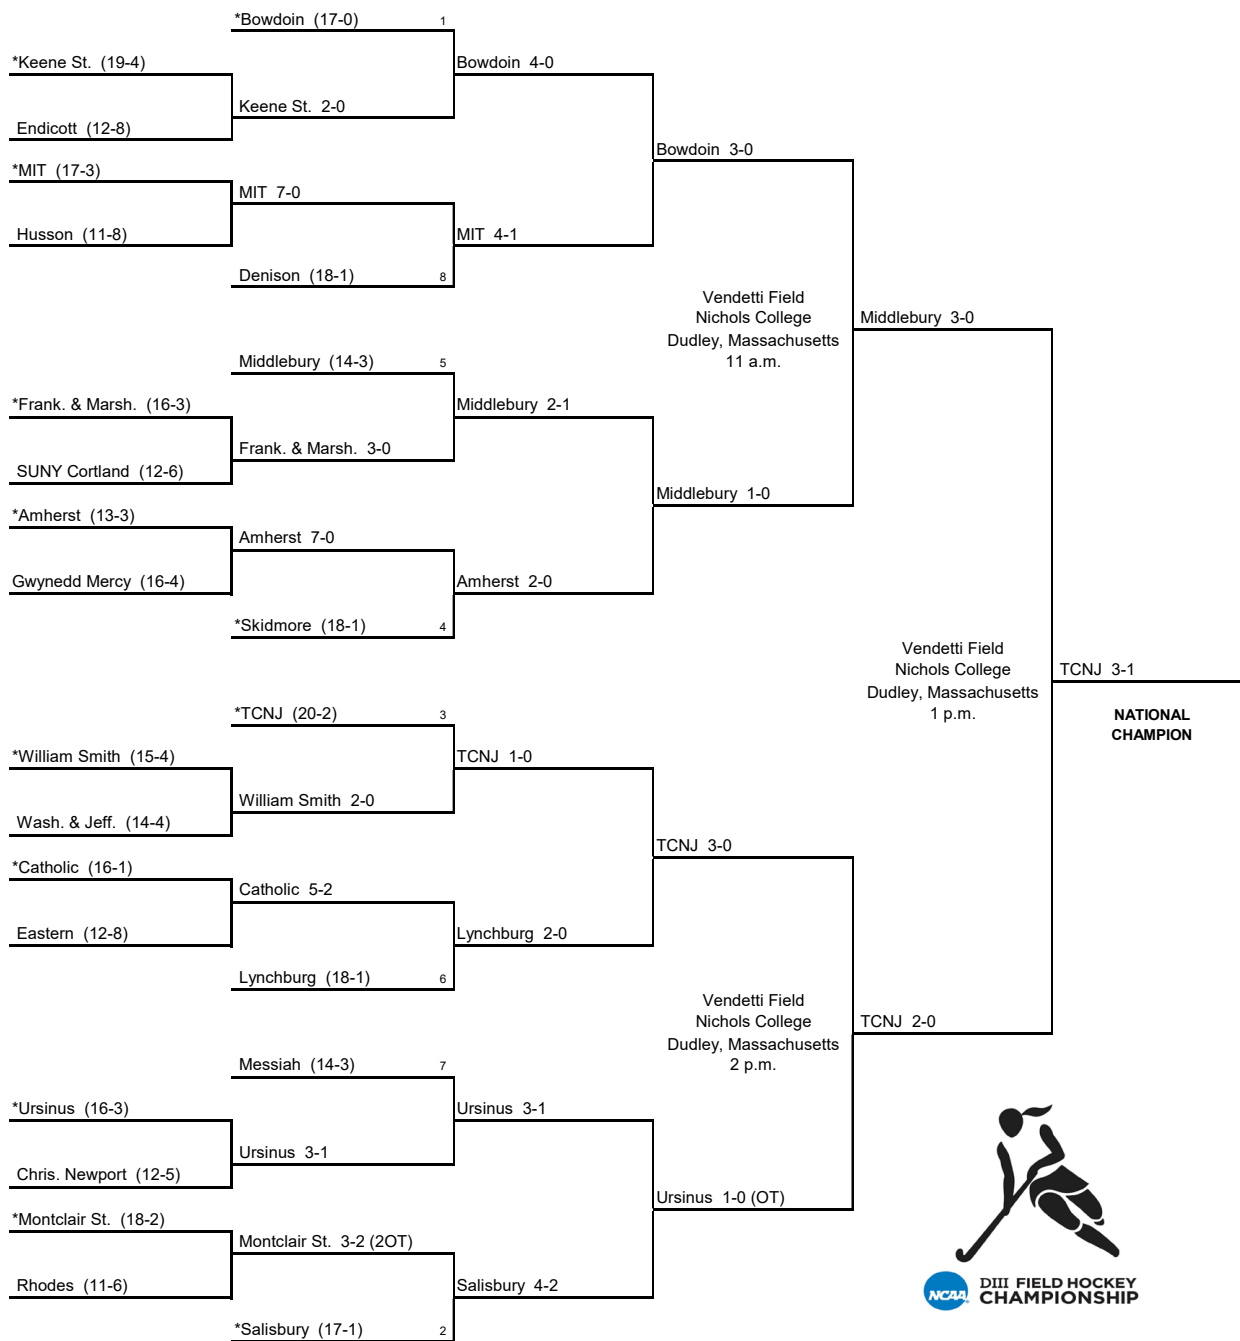 *Bowdoin (17-0) 1
*Keene St. (19-4)
Bowdoin 4-0
Keene St. 2-0
Endicott (12-8)
Bowdoin 3-0
*MIT (17-3)
MIT 7-0
Husson (11-8)
MIT 4-1
Denison (18-1) 8
Vendetti Field
Nichols College
Dudley, Massachusetts
11 a.m.
Middlebury 3-0
Middlebury (14-3) 5
*Frank. & Marsh. (16-3)
Middlebury 2-1
Frank. & Marsh. 3-0
SUNY Cortland (12-6)
Middlebury 1-0
*Amherst (13-3)
Amherst 7-0
Gwynedd Mercy (16-4)
Amherst 2-0
*Skidmore (18-1) 4
Vendetti Field
Nichols College
Dudley, Massachusetts
1 p.m.
TCNJ 3-1
NATIONAL
CHAMPION
*TCNJ (20-2) 3
*William Smith (15-4)
TCNJ 1-0
William Smith 2-0
Wash. & Jeff. (14-4)
TCNJ 3-0
*Catholic (16-1)
Catholic 5-2
Eastern (12-8)
Lynchburg 2-0
Lynchburg (18-1) 6
Vendetti Field
Nichols College
Dudley, Massachusetts
2 p.m.
TCNJ 2-0
Messiah (14-3) 7
*Ursinus (16-3)
Ursinus 3-1
Ursinus 3-1
Chris. Newport (12-5)
Ursinus 1-0 (OT)
*Montclair St. (18-2)
Montclair St. 3-2 (2OT)
Rhodes (11-6)
Salisbury 4-2
*Salisbury (17-1) 2
NCAA
DIII FIELD HOCKEY
CHAMPIONSHIP